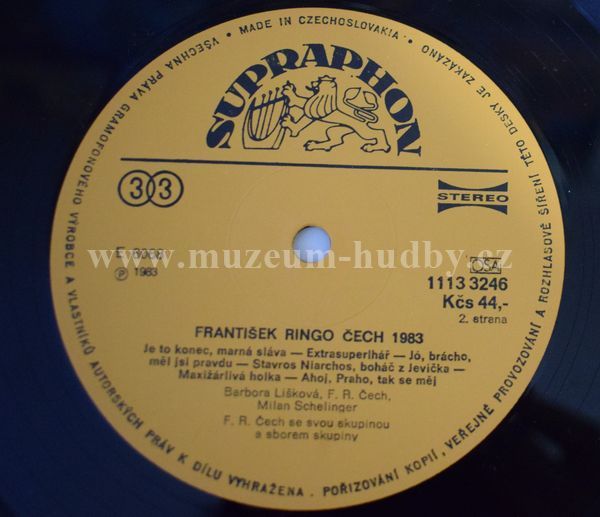 VŠECHNA PRÁVA GRAMOFONOVÉHO VÝROBCE A VLASTNÍKŮ AUTORSKÝCH PRÁV K DÍLU VYHRAŽENA. POŘIZOVÁNÍ KOPIÍ, VEŘEJNÉ PROVOZOVÁNÍ A ROZHLASOVÉ ŠÍŘENÍ TÉTO DESKY JE ZAKÁZÁNO
• MADE IN CZECHOSLOVAKIA •
SUPRAPHON
33
STEREO
www.muzeum-hudby.cz
Ⓟ 1983
OSA
1113 3246
Kčs 44,-
2. strana
FRANTIŠEK RINGO ČECH 1983
Je to konec, marná sláva — Extrasuperlhář — Jó, brácho,
měl jsi pravdu — Stavros Niarchos, boháč z Jevíčka —
Maxižárlivá holka — Ahoj, Praho, tak se měj
Barbora Lišková, F. R. Čech,
Milan Schelinger
F. R. Čech se svou skupinou
a sborem skupiny